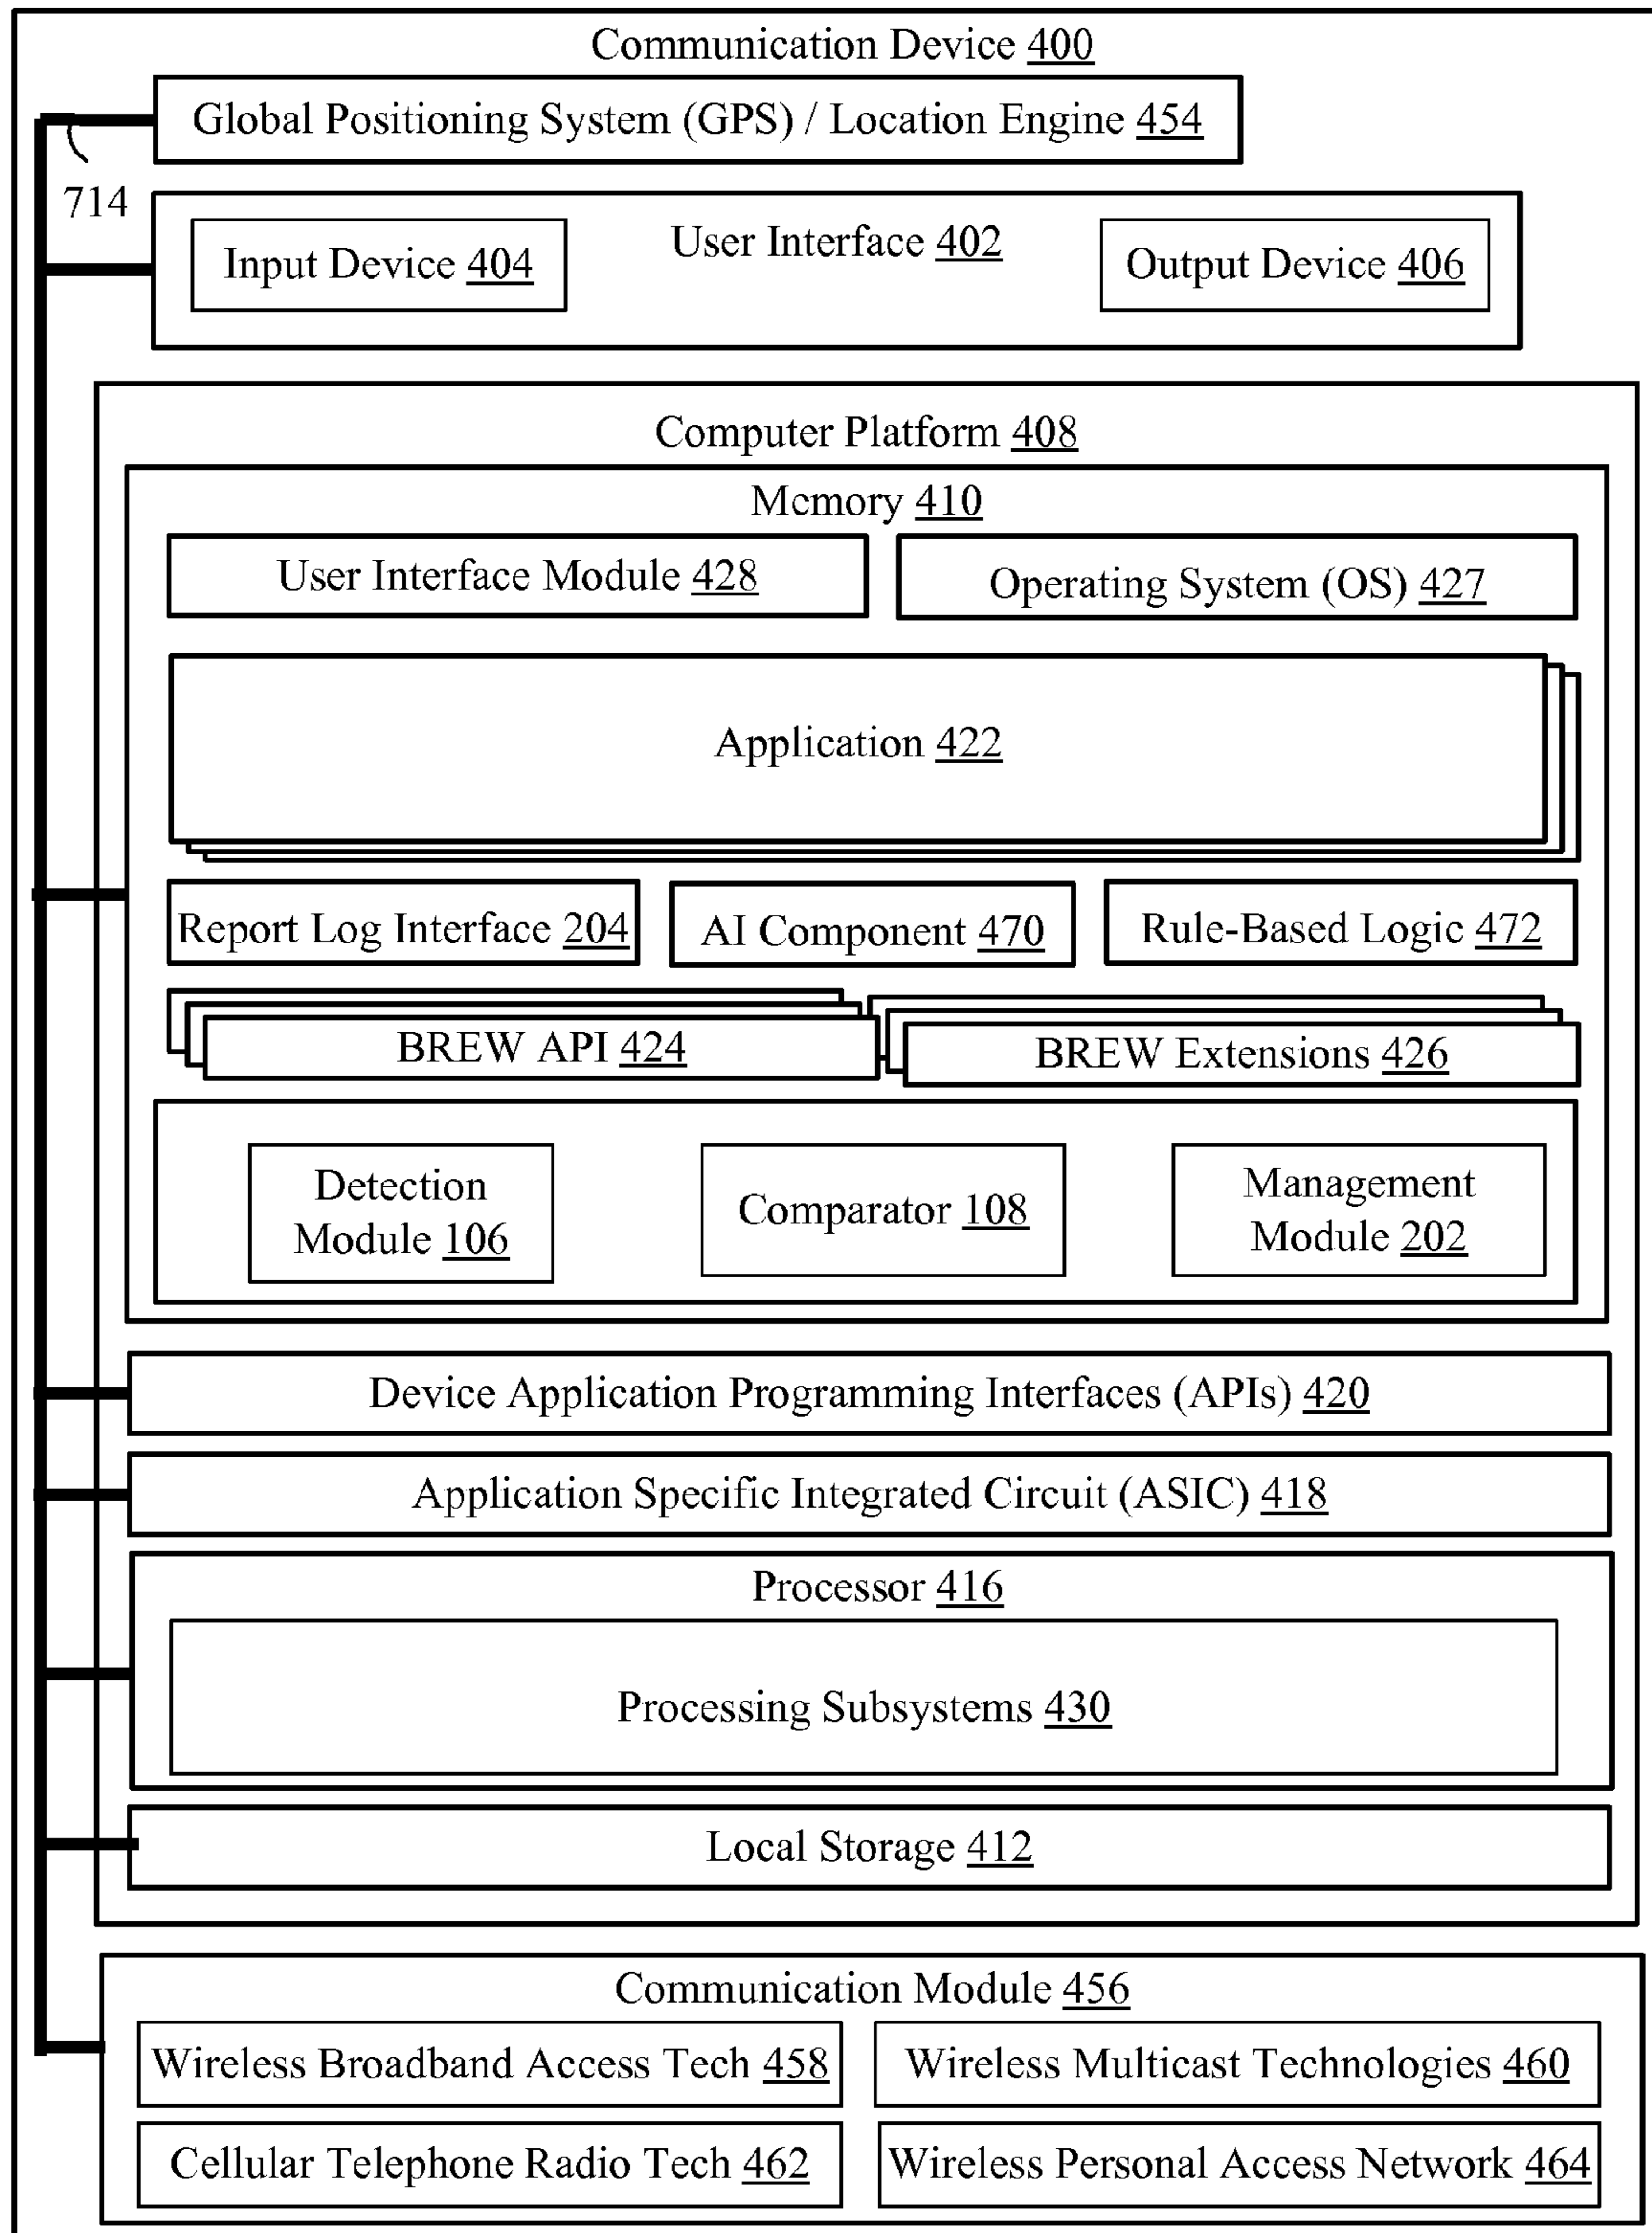 Communication Device 400
Global Positioning System (GPS) / Location Engine 454
714
Input Device 404
User Interface 402
Output Device 406
Computer Platform 408
Memory 410
User Interface Module 428
Operating System (OS) 427
Application 422
Report Log Interface 204
AI Component 470
Rule-Based Logic 472
BREW API 424
BREW Extensions 426
Detection
Module 106
Comparator 108
Management
Module 202
Device Application Programming Interfaces (APIs) 420
Application Specific Integrated Circuit (ASIC) 418
Processor 416
Processing Subsystems 430
Local Storage 412
Communication Module 456
Wireless Broadband Access Tech 458
Wireless Multicast Technologies 460
Cellular Telephone Radio Tech 462
Wireless Personal Access Network 464